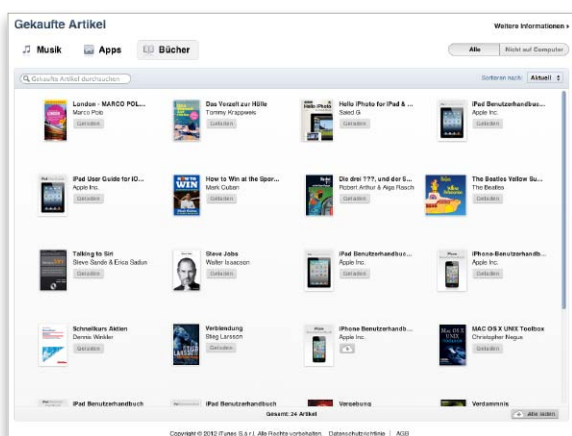 Gekaufte Artikel
Weitere Informationen
Musik
Apps
Bücher
Alle
Nicht auf Computer
Gekaufte Artikel durchsuchen
Sortieren nach: Aktuell
London - MARCO POL...
Marco Polo
Geladen
Das Vorzelt zur Hölle
Tommy Krappweis
Geladen
Hello iPhoto for iPad & ...
Saied G
Geladen
iPad Benutzerhandbuc...
Apple Inc.
Geladen
iPad User Guide for iO...
Apple Inc.
Geladen
How to Win at the Spor...
Mark Cuban
Geladen
Die drei ???, und der S...
Robert Arthur & Aiga Rasch
Geladen
The Beatles Yellow Su...
The Beatles
Geladen
Talking to Siri
Steve Sande & Erica Sadun
Geladen
Steve Jobs
Walter Isaacson
Geladen
iPad Benutzerhandbuc...
Apple Inc.
Geladen
iPhone-Benutzerhandb...
Apple Inc.
Geladen
Schnellkurs Aktien
Dennis Winkler
Geladen
Verblendung
Stieg Larsson
Geladen
iPhone Benutzerhandb...
Apple Inc.
MAC OS X UNIX Toolbox
Christopher Negus
Geladen
iPad Benutzerhandbuch
iPad Benutzerhandbuch
Vergebung
Verdammnis
Gesamt: 24 Artikel
Alle laden
Copyright © 2012 iTunes S.à r.l. Alle Rechte vorbehalten. Datenschutzrichtlinie | AGB